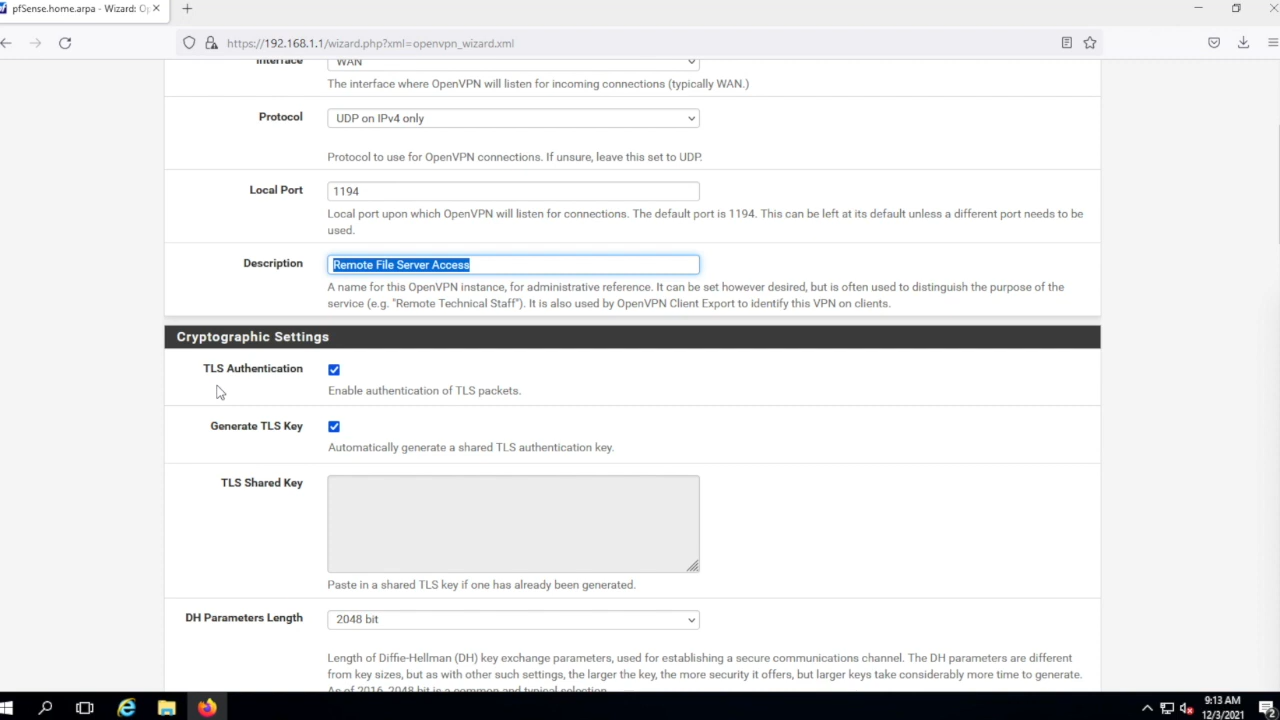 pfSense.home.arpa - Wizard: Op
https://192.168.1.1/wizard.php?xml=openvpn_wizard.xml
Interface
WAN
The interface where OpenVPN will listen for incoming connections (typically WAN.)
Protocol
UDP on IPv4 only
Protocol to use for OpenVPN connections. If unsure, leave this set to UDP.
Local Port
1194
Local port upon which OpenVPN will listen for connections. The default port is 1194. This can be left at its default unless a different port needs to be
used.
Description
Remote File Server Access
A name for this OpenVPN instance, for administrative reference. It can be set however desired, but is often used to distinguish the purpose of the
service (e.g. "Remote Technical Staff"). It is also used by OpenVPN Client Export to identify this VPN on clients.
Cryptographic Settings
TLS Authentication
Enable authentication of TLS packets.
Generate TLS Key
Automatically generate a shared TLS authentication key.
TLS Shared Key
Paste in a shared TLS key if one has already been generated.
DH Parameters Length
2048 bit
Length of Diffie-Hellman (DH) key exchange parameters, used for establishing a secure communications channel. The DH parameters are different
from key sizes, but as with other such settings, the larger the key, the more security it offers, but larger keys take considerably more time to generate.
As of 2016, 2048 bit is a common and typical selection.
9:13 AM
12/3/2021
2